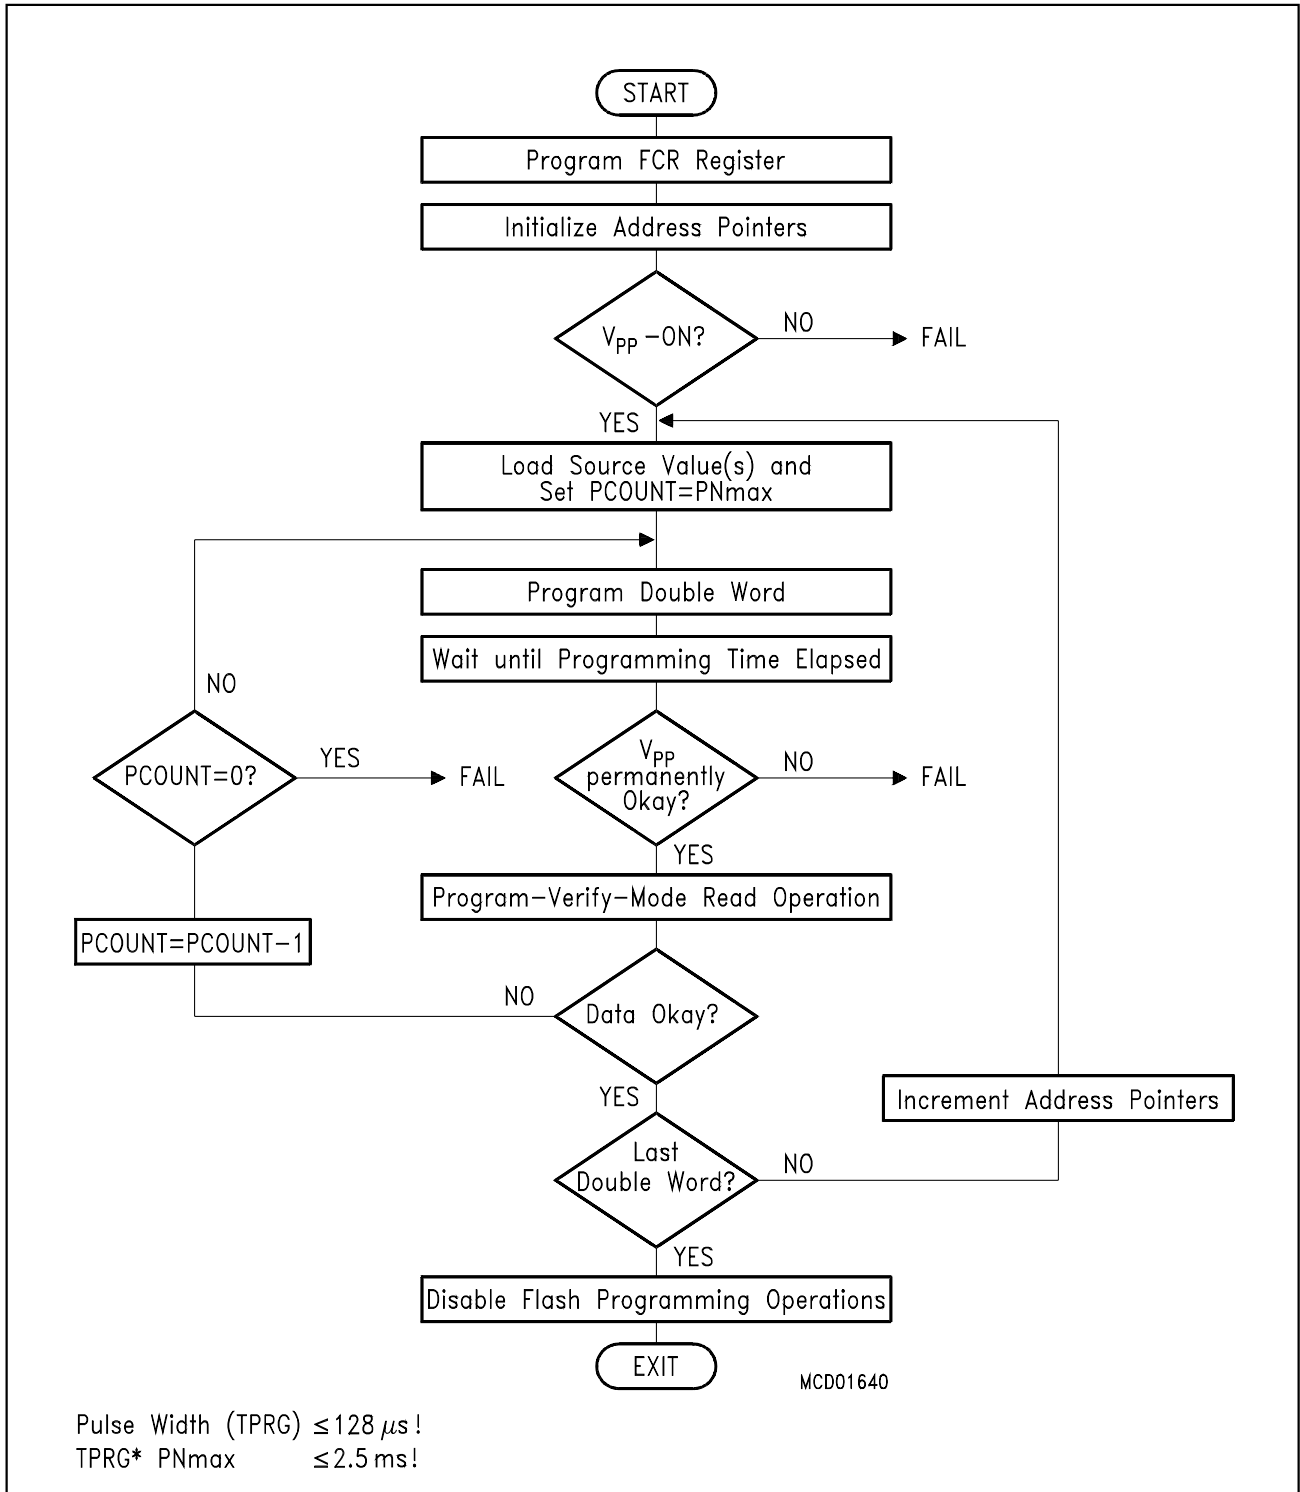 START
Program FCR Register
Initialize Address Pointers
VPP -ON?
NO
FAIL
YES
Load Source Value(s) and
Set PCOUNT=PNmax
Program Double Word
Wait until Programming Time Elapsed
NO
PCOUNT=0?
YES
FAIL
VPP
permanently
Okay?
NO
FAIL
YES
Program-Verify-Mode Read Operation
PCOUNT=PCOUNT-1
NO
Data Okay?
YES
Increment Address Pointers
Last
Double Word?
NO
YES
Disable Flash Programming Operations
EXIT
MCD01640
Pulse Width (TPRG) ≤128 μs!
TPRG* PNmax ≤2.5 ms!